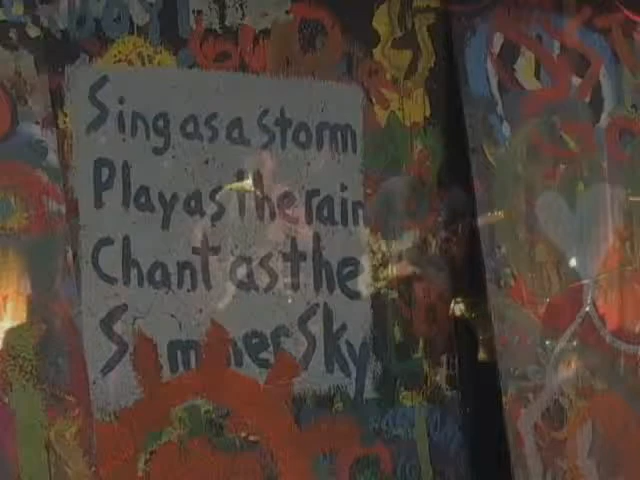 Sing as a Storm
Play as the rain
Chant as the
Summer Sky